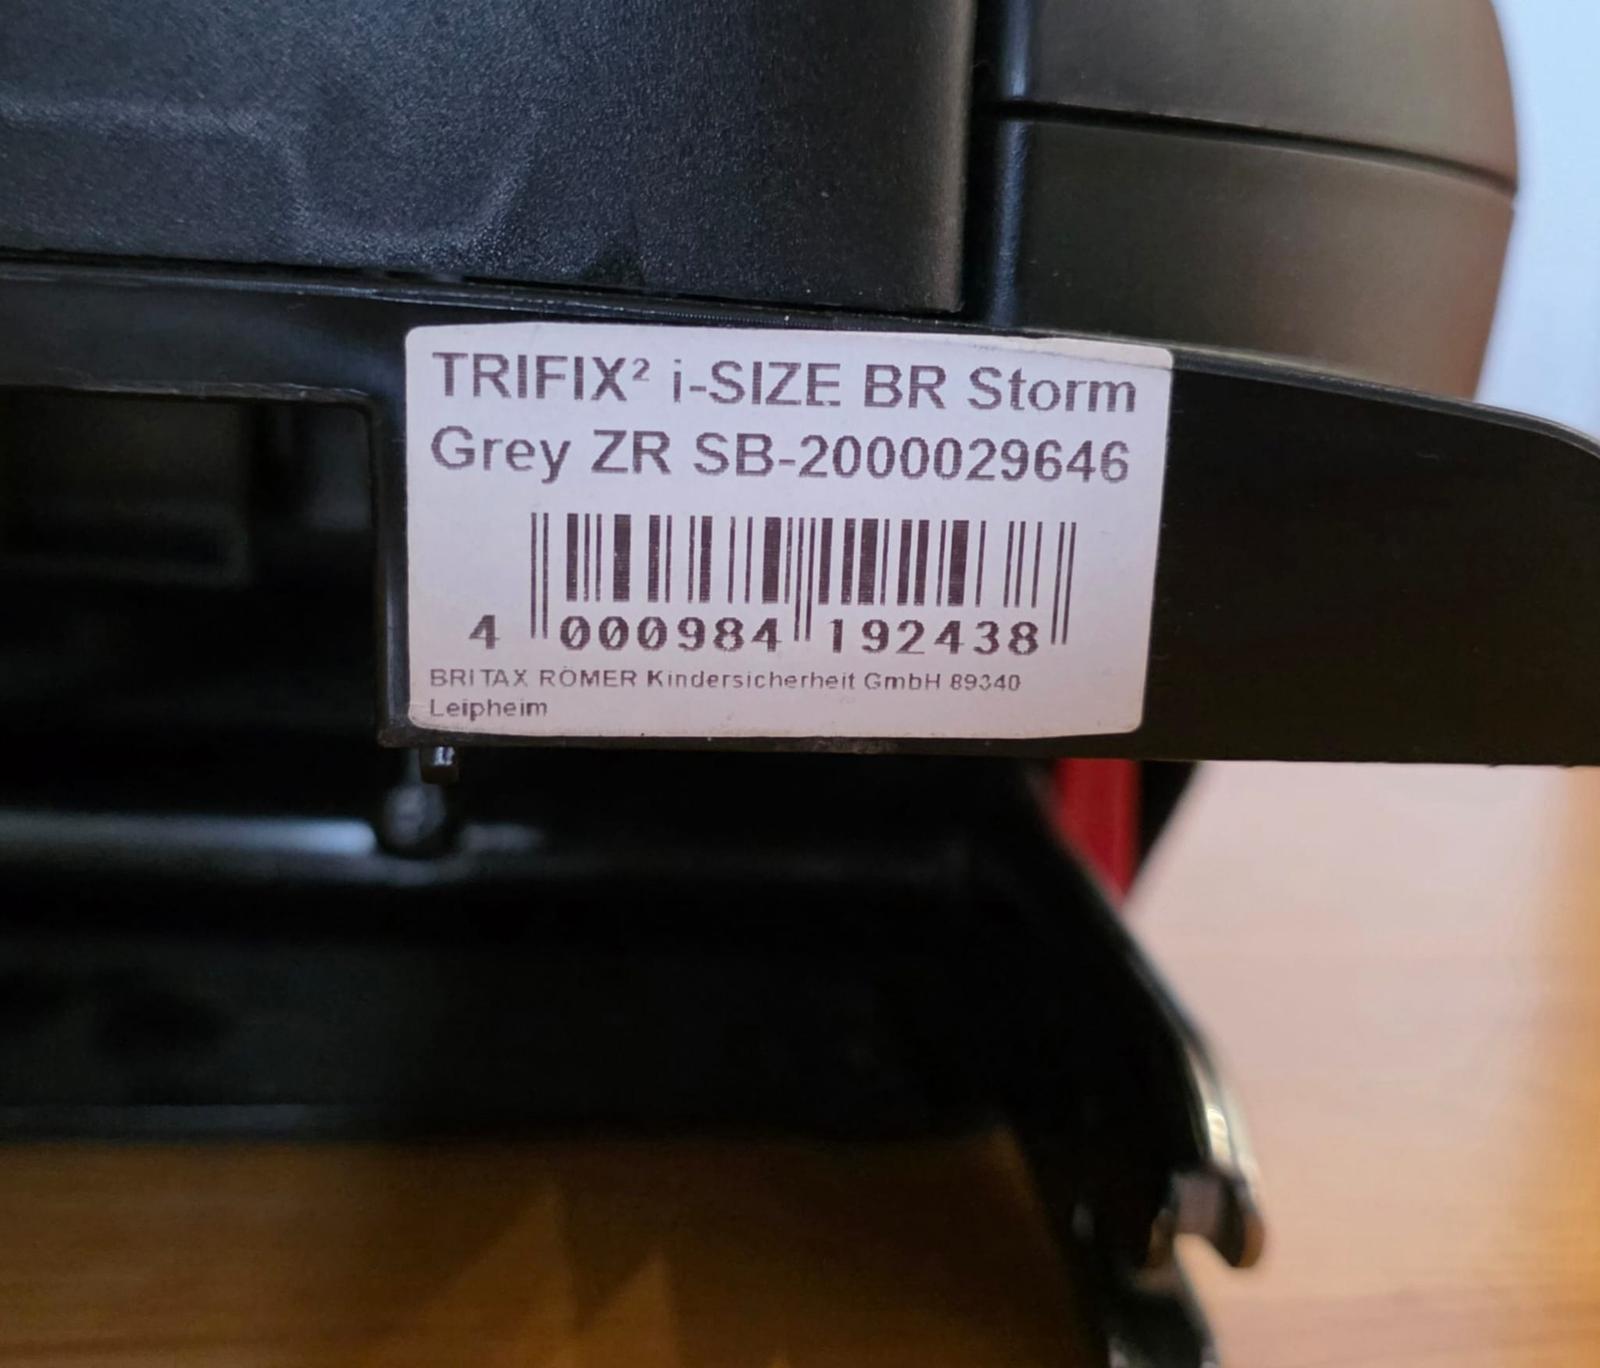 TRIFIX² i-SIZE BR Storm
Grey ZR SB-2000029646
4 000984 192438
BRITAX RÖMER Kindersicherheit GmbH 89340
Leipheim